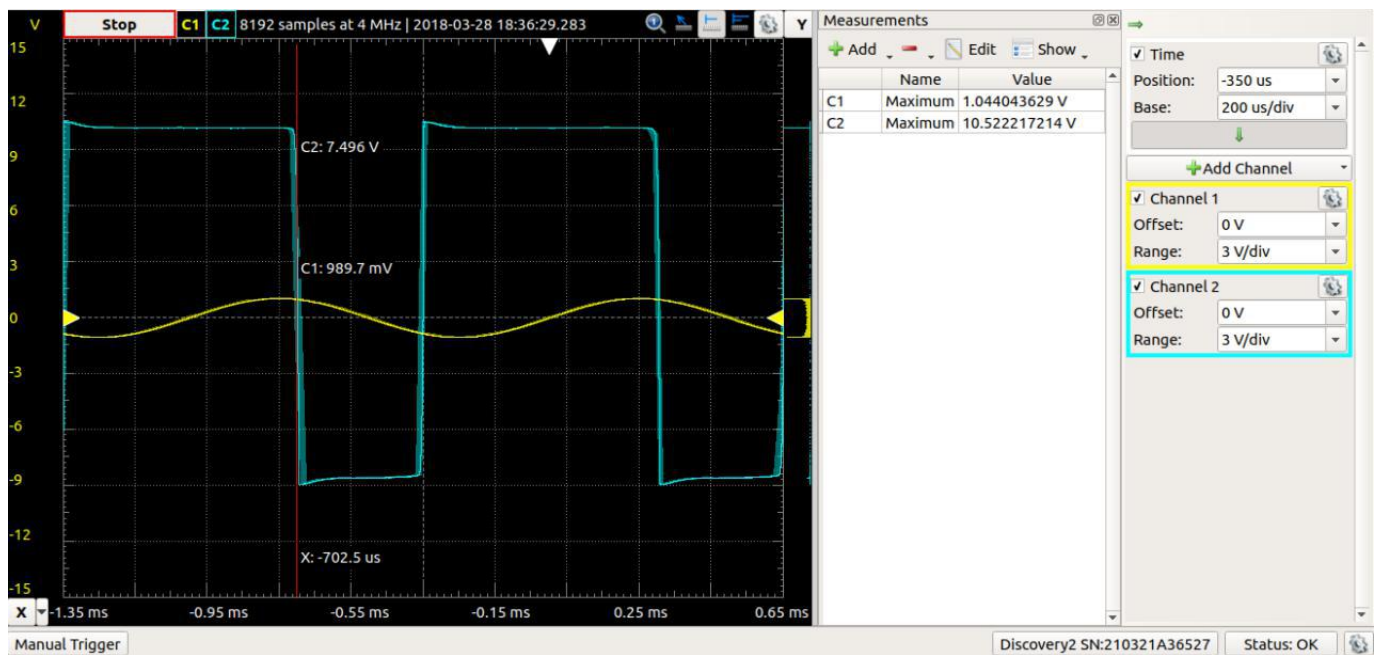 V Stop C1 C2 8192 samples at 4 MHz | 2018-03-28 18:36:29.283 Y
15
12
9
6
3
0
-3
-6
-9
-12
-15
C2: 7.496 V
C1: 989.7 mV
X: -702.5 us
X -1.35 ms -0.95 ms -0.55 ms -0.15 ms 0.25 ms 0.65 ms
Measurements
Add Edit Show
Name Value
C1 Maximum 1.044043629 V
C2 Maximum 10.522217214 V
Time
Position: -350 us
Base: 200 us/div
Add Channel
Channel 1
Offset: 0 V
Range: 3 V/div
Channel 2
Offset: 0 V
Range: 3 V/div
Manual Trigger Discovery2 SN:210321A36527 Status: OK